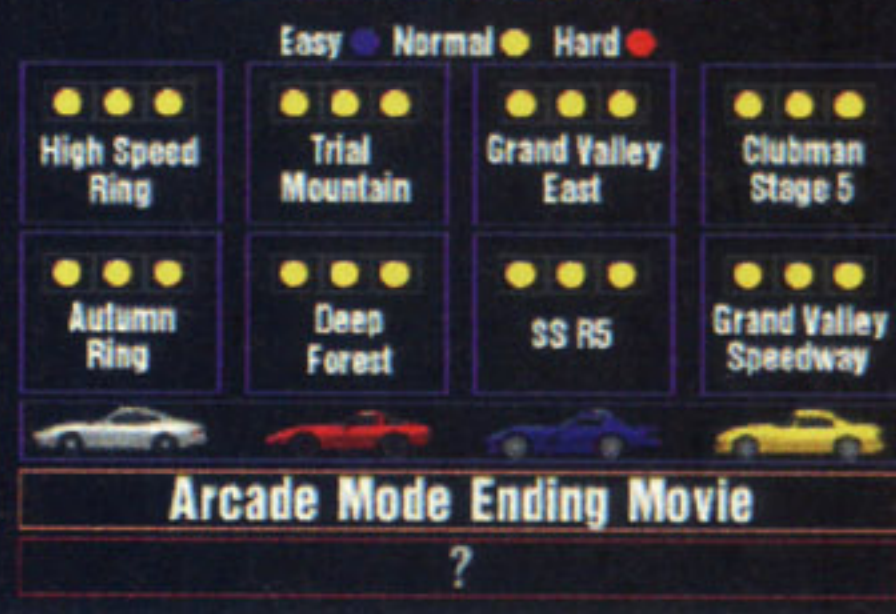 Easy Normal Hard
High Speed
Ring
Trial
Mountain
Grand Valley
East
Clubman
Stage 5
Autumn
Ring
Deep
Forest
SS R5
Grand Valley
Speedway
Arcade Mode Ending Movie
?